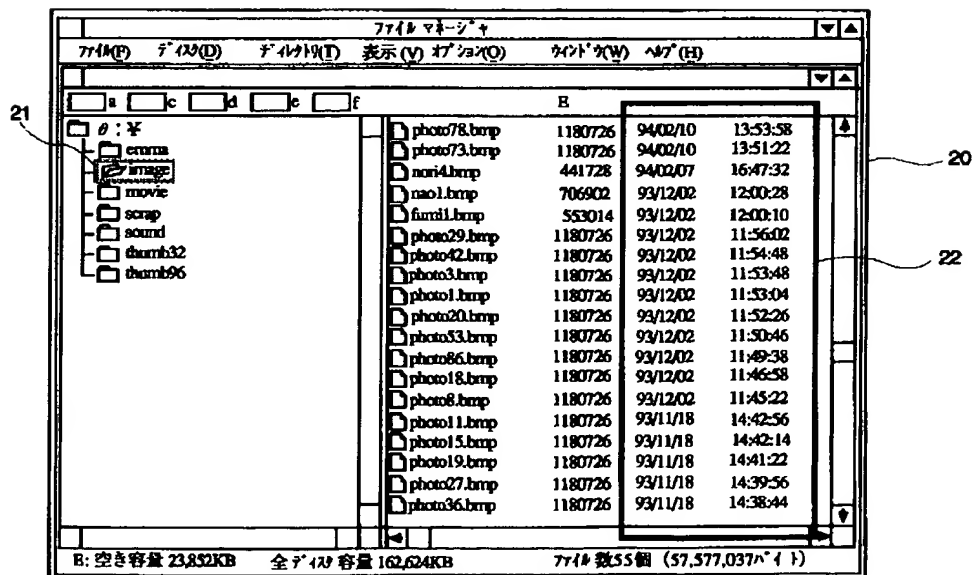 ファイル マネージャ
ファイル(F) ディスク(D) ディレクトリ(T) 表示(V) オプション(O) ウィンドウ(W) ヘルプ(H)
a c d e f E
θ:¥
emma
image
movie
scrap
sound
thumb32
thumb96
photo78.bmp 1180726 94/02/10 13:53:58
photo73.bmp 1180726 94/02/10 13:51:22
nori4.bmp 441728 94/02/07 16:47:32
nao1.bmp 706902 93/12/02 12:00:28
fumi1.bmp 553014 93/12/02 12:00:10
photo29.bmp 1180726 93/12/02 11:56:02
photo42.bmp 1180726 93/12/02 11:54:48
photo3.bmp 1180726 93/12/02 11:53:48
photo1.bmp 1180726 93/12/02 11:53:04
photo20.bmp 1180726 93/12/02 11:52:26
photo53.bmp 1180726 93/12/02 11:50:46
photo86.bmp 1180726 93/12/02 11:49:38
photo18.bmp 1180726 93/12/02 11:46:58
photo8.bmp 1180726 93/12/02 11:45:22
photo11.bmp 1180726 93/11/18 14:42:56
photo15.bmp 1180726 93/11/18 14:42:14
photo19.bmp 1180726 93/11/18 14:41:22
photo27.bmp 1180726 93/11/18 14:39:56
photo36.bmp 1180726 93/11/18 14:38:44
E: 空き容量 23,852KB 全ディスク容量 162,624KB ファイル数55個 (57,577,037バイト)
21
20
22